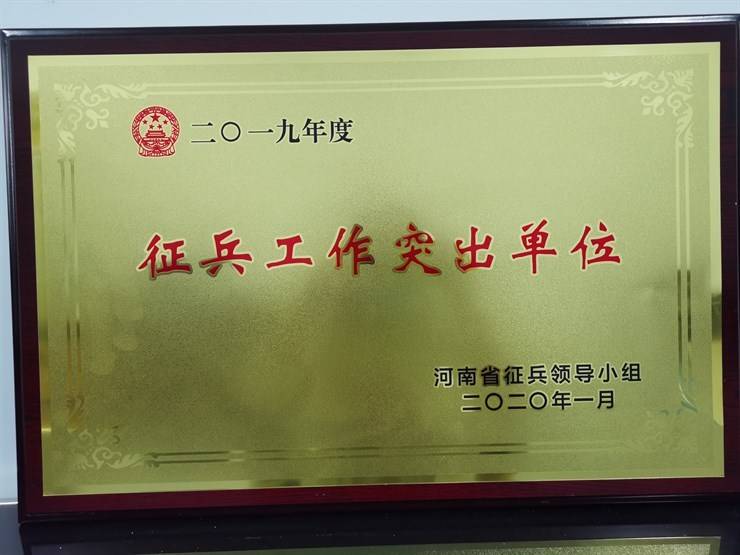 二〇一九年度
征兵工作突出单位
河南省征兵领导小组
二〇二〇年一月